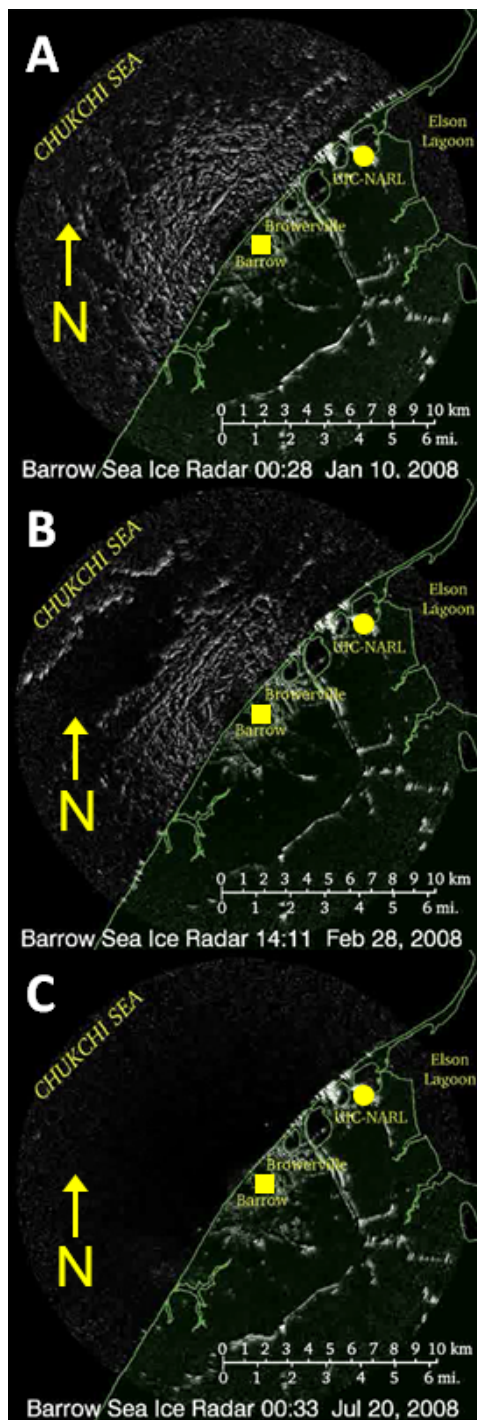 A
CHUKCHI SEA
Elson
Lagoon
UIC-NARL
Browerville
Barrow
N
0 1 2 3 4 5 6 7 8 9 10 km
0 1 2 3 4 5 6 mi.
Barrow Sea Ice Radar 00:28 Jan 10, 2008
B
CHUKCHI SEA
Elson
Lagoon
UIC-NARL
Browerville
Barrow
N
0 1 2 3 4 5 6 7 8 9 10 km
0 1 2 3 4 5 6 mi.
Barrow Sea Ice Radar 14:11 Feb 28, 2008
C
CHUKCHI SEA
Elson
Lagoon
UIC-NARL
Browerville
Barrow
N
0 1 2 3 4 5 6 7 8 9 10 km
0 1 2 3 4 5 6 mi.
Barrow Sea Ice Radar 00:33 Jul 20, 2008